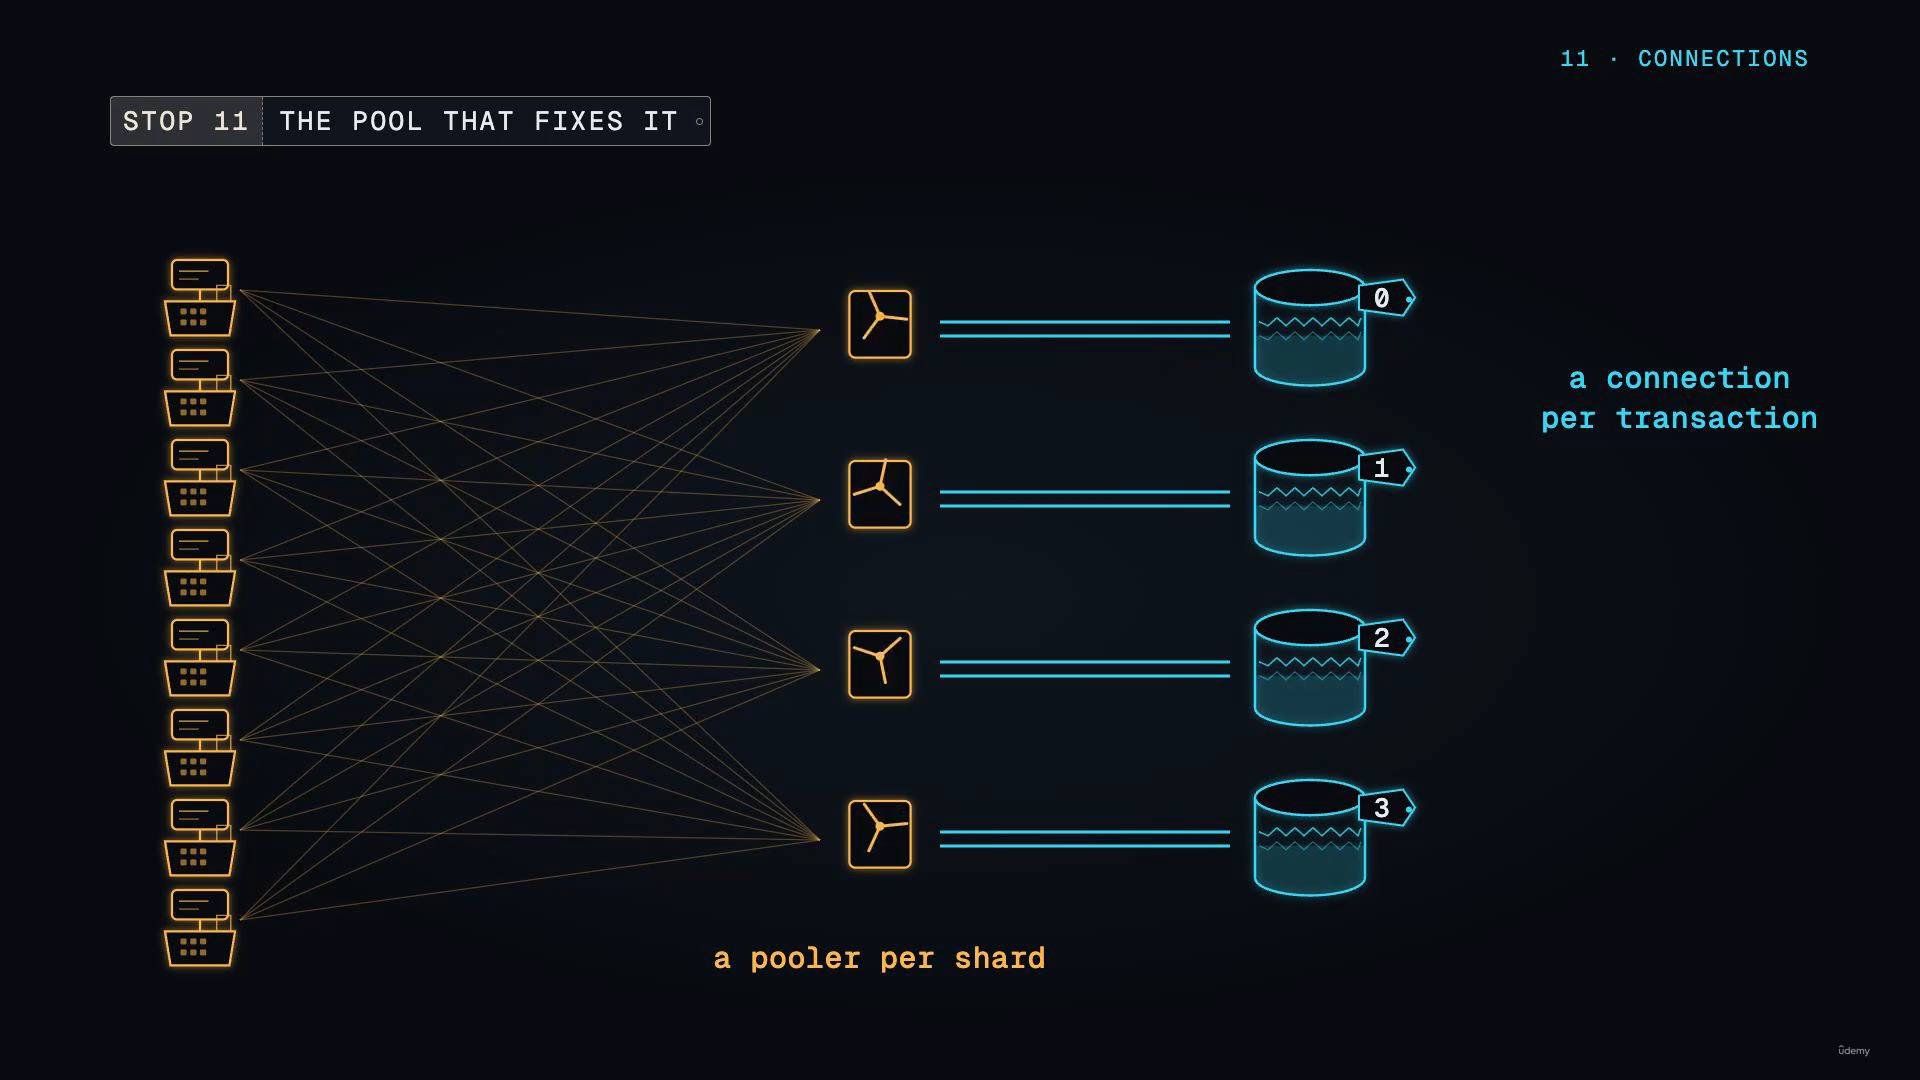 11 · CONNECTIONS
STOP 11 THE POOL THAT FIXES IT
0
a connection
per transaction
1
2
3
a pooler per shard
ûdemy